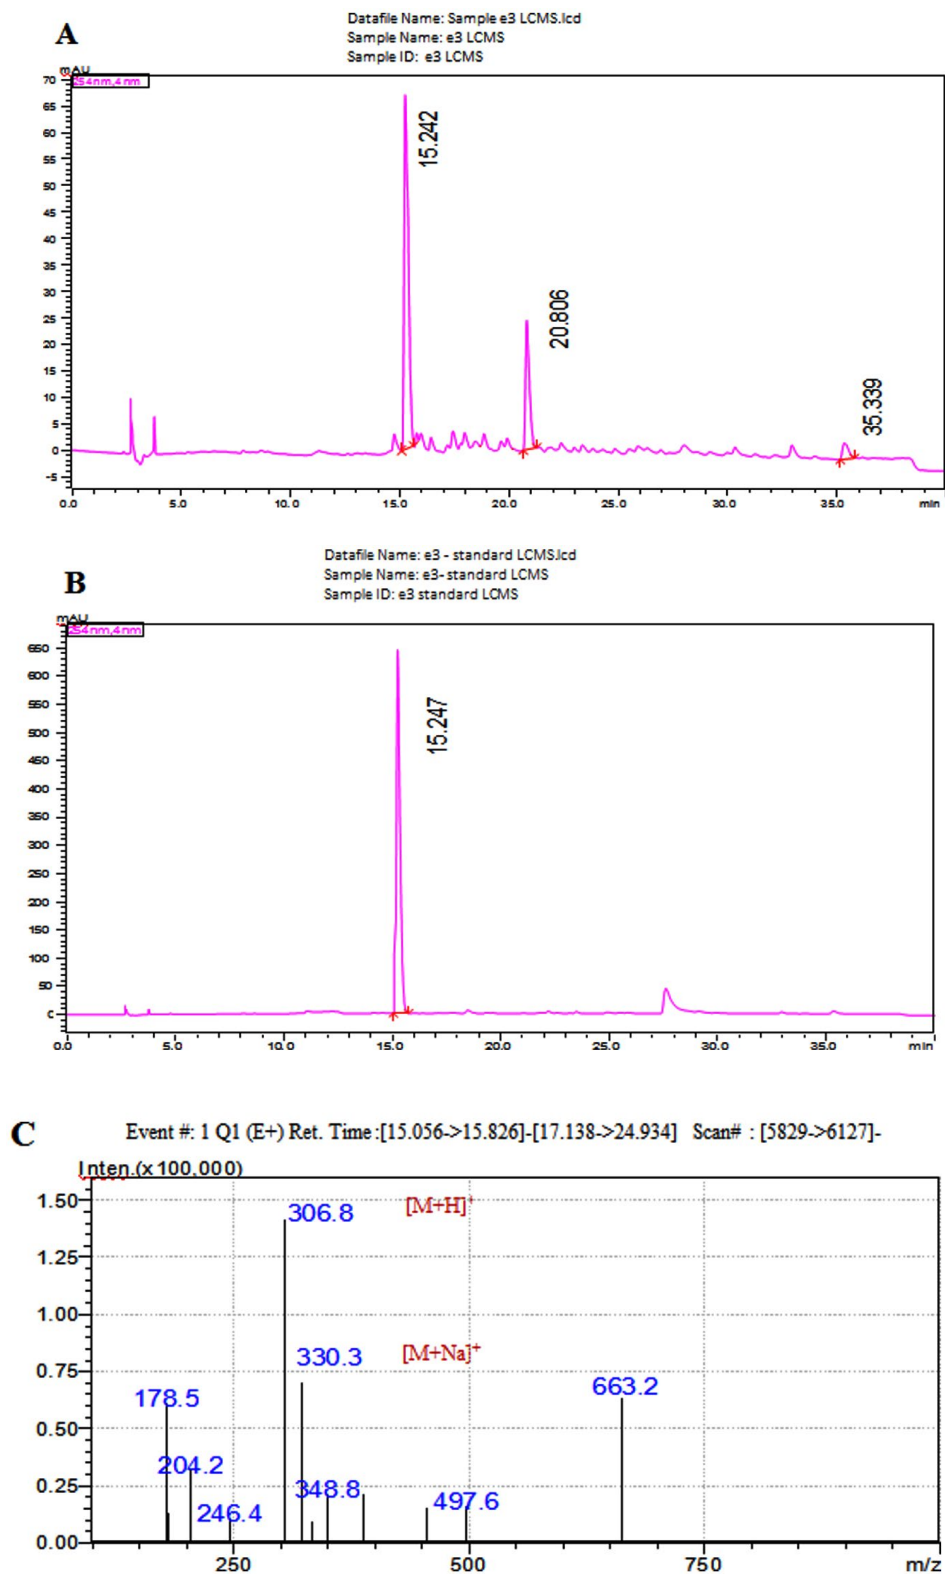 A
Datafile Name: Sample e3 LCMS.lcd
Sample Name: e3 LCMS
Sample ID: e3 LCMS
mAU
254nm,4nm
70
65
60
55
50
45
40
35
30
25
20
15
10
5
0
-5
15.242
20.806
35.339
0.0 5.0 10.0 15.0 20.0 25.0 30.0 35.0 min
B
Datafile Name: e3 - standard LCMS.lcd
Sample Name: e3- standard LCMS
Sample ID: e3 standard LCMS
mAU
254nm,4nm
650
600
550
500
450
400
350
300
250
200
150
100
50
15.247
0.0 5.0 10.0 15.0 20.0 25.0 30.0 35.0 min
C
Event #: 1 Q1 (E+) Ret. Time:[15.056->15.826]-[17.138->24.934] Scan# : [5829->6127]-
Inten.(x100,000)
1.50
1.25
1.00
0.75
0.50
0.25
0.00
306.8 [M+H]+
330.3 [M+Na]+
178.5
663.2
204.2
348.8
246.4
497.6
250 500 750 m/z